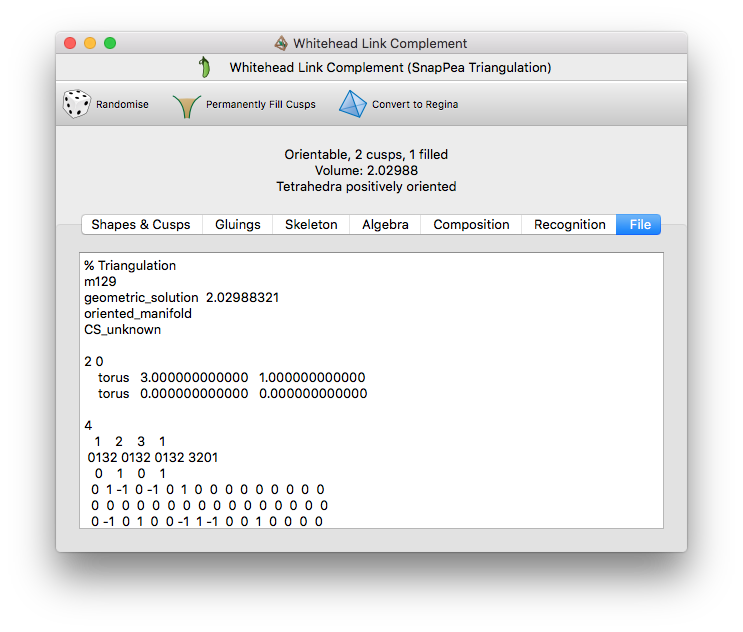 Whitehead Link Complement
Whitehead Link Complement (SnapPea Triangulation)
Randomise Permanently Fill Cusps Convert to Regina
Orientable, 2 cusps, 1 filled
Volume: 2.02988
Tetrahedra positively oriented
Shapes & Cusps Gluings Skeleton Algebra Composition Recognition File
% Triangulation
m129
geometric_solution 2.02988321
oriented_manifold
CS_unknown
2 0
torus 3.000000000000 1.000000000000
torus 0.000000000000 0.000000000000
4
1 2 3 1
0132 0132 0132 3201
0 1 0 1
0 1 -1 0 -1 0 1 0 0 0 0 0 0 0 0 0
0 0 0 0 0 0 0 0 0 0 0 0 0 0 0 0
0 -1 0 1 0 0 -1 1 -1 0 0 1 0 0 0 0